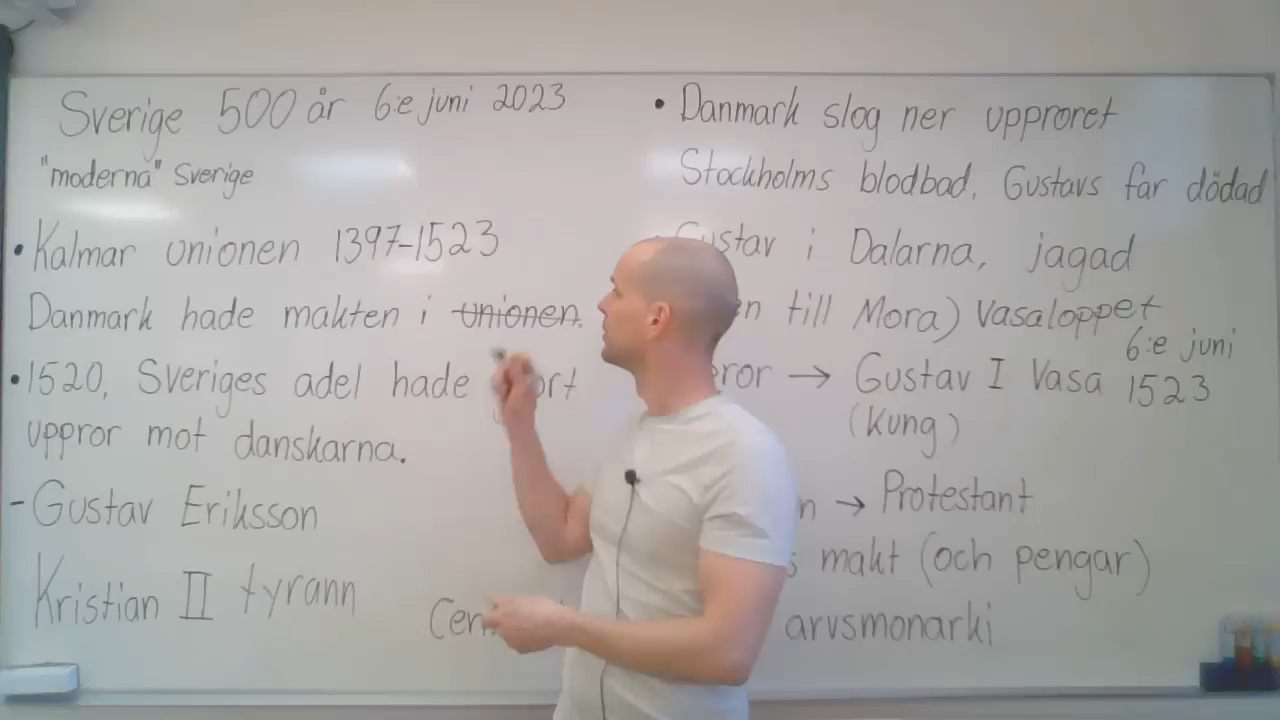 Sverige 500 år 6:e juni 2023
"moderna" Sverige
• Kalmar unionen 1397-1523
Danmark hade makten i unionen.
• 1520, Sveriges adel hade
uppror mot danskarna.
- Gustav Eriksson
Kristian II tyrann
• Danmark slog ner upproret
Stockholms blodbad, Gustavs far dödad
Gustav i Dalarna, jagad
till Mora) Vasaloppet
→ Gustav I Vasa 6:e juni 1523
(Kung)
→ Protestant
makt (och pengar)
arvsmonarki